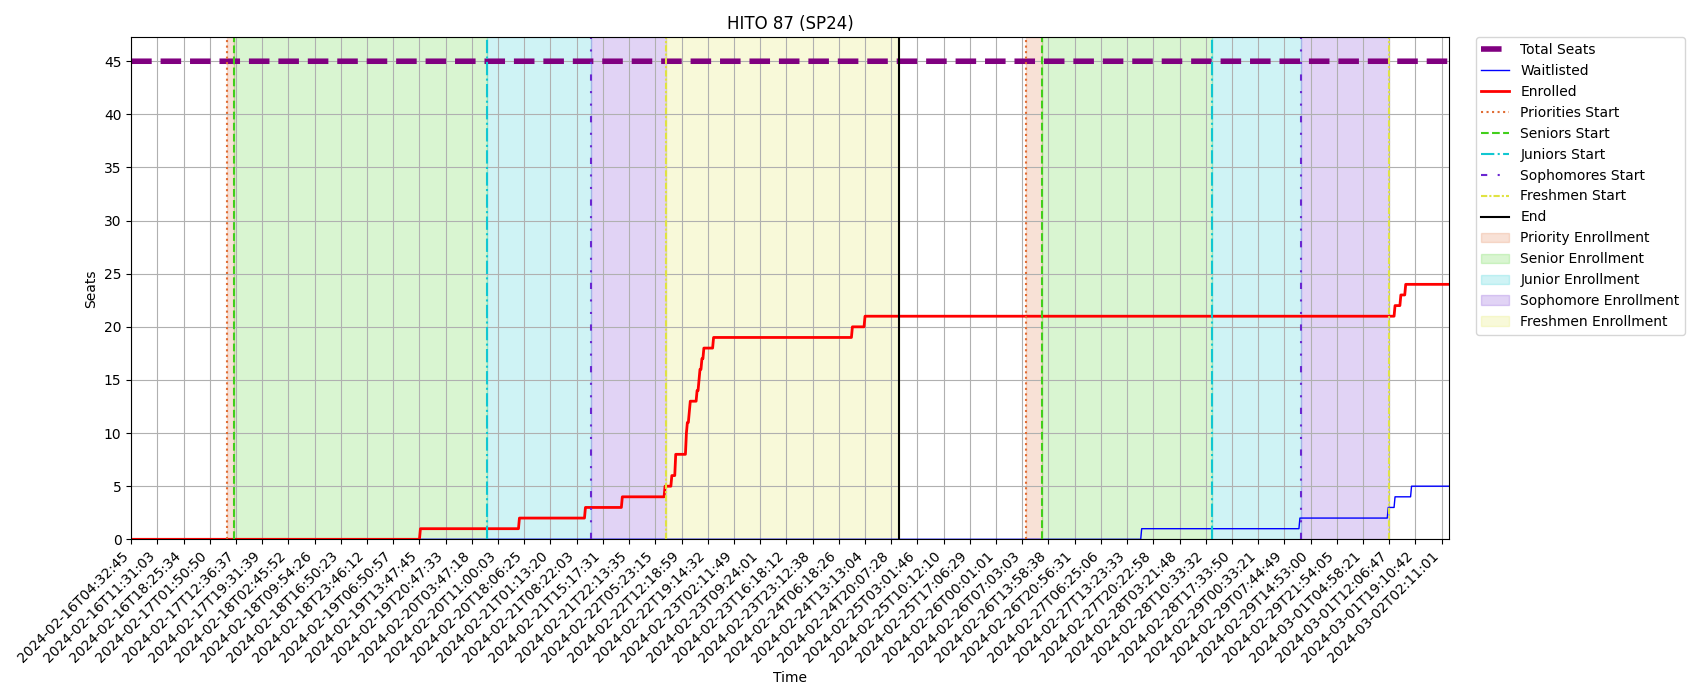 HITO 87 (SP24)
Seats
45
40
35
30
25
20
15
10
5
0
2024-02-16T04:32:45
2024-02-16T11:31:03
2024-02-16T18:25:34
2024-02-17T01:50:50
2024-02-17T12:36:37
2024-02-17T19:31:39
2024-02-18T02:45:52
2024-02-18T09:54:26
2024-02-18T16:50:23
2024-02-18T23:46:12
2024-02-19T06:50:57
2024-02-19T13:47:45
2024-02-19T20:47:33
2024-02-20T03:47:18
2024-02-20T11:00:03
2024-02-20T18:06:25
2024-02-21T01:13:20
2024-02-21T08:22:03
2024-02-21T15:17:31
2024-02-21T22:13:35
2024-02-22T05:23:15
2024-02-22T12:18:59
2024-02-22T19:14:32
2024-02-23T02:11:49
2024-02-23T09:24:01
2024-02-23T16:18:12
2024-02-23T23:12:38
2024-02-24T06:18:26
2024-02-24T13:13:04
2024-02-24T20:07:28
2024-02-25T03:01:46
2024-02-25T10:12:10
2024-02-25T17:06:29
2024-02-26T00:01:01
2024-02-26T07:03:03
2024-02-26T13:58:38
2024-02-26T20:56:31
2024-02-27T06:25:06
2024-02-27T13:23:33
2024-02-27T20:22:58
2024-02-28T03:21:48
2024-02-28T10:33:32
2024-02-28T17:33:50
2024-02-29T00:33:21
2024-02-29T07:44:49
2024-02-29T14:53:00
2024-02-29T21:54:05
2024-03-01T04:58:21
2024-03-01T12:06:47
2024-03-01T19:10:42
2024-03-02T02:11:01
Time
Total Seats
Waitlisted
Enrolled
Priorities Start
Seniors Start
Juniors Start
Sophomores Start
Freshmen Start
End
Priority Enrollment
Senior Enrollment
Junior Enrollment
Sophomore Enrollment
Freshmen Enrollment